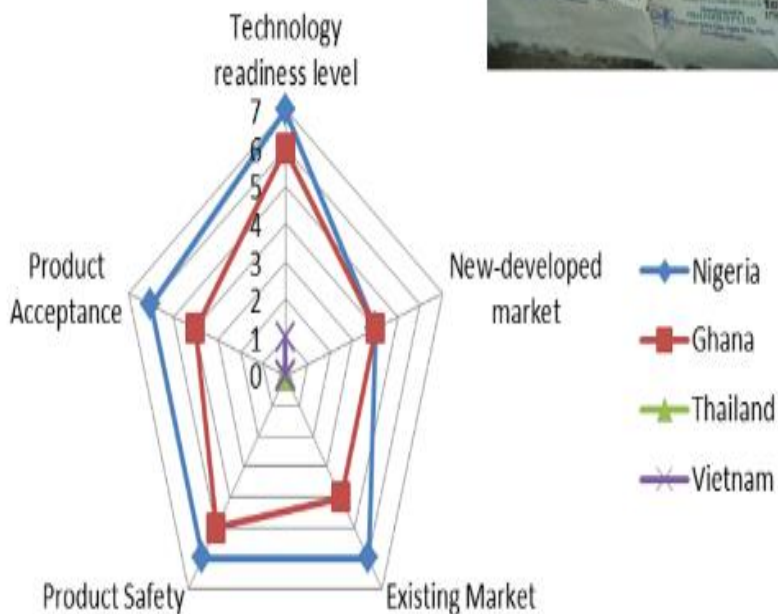 Technology
readiness level
7
6
5
4
3
2
1
0
New-developed
market
Existing Market
Product Safety
Product
Acceptance
Nigeria
Ghana
Thailand
Vietnam